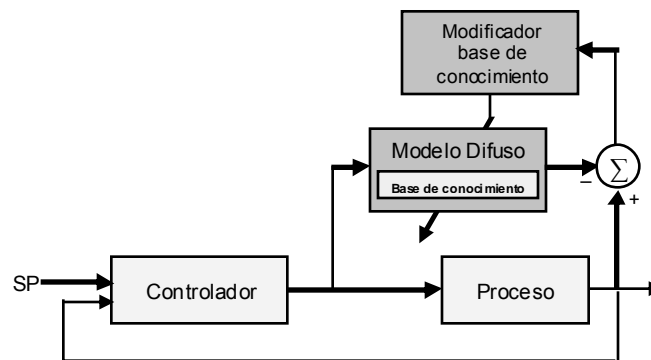 Modificador
base de
conocimiento
Modelo Difuso
Base de conocimiento
Σ
−
+
SP
Controlador
Proceso